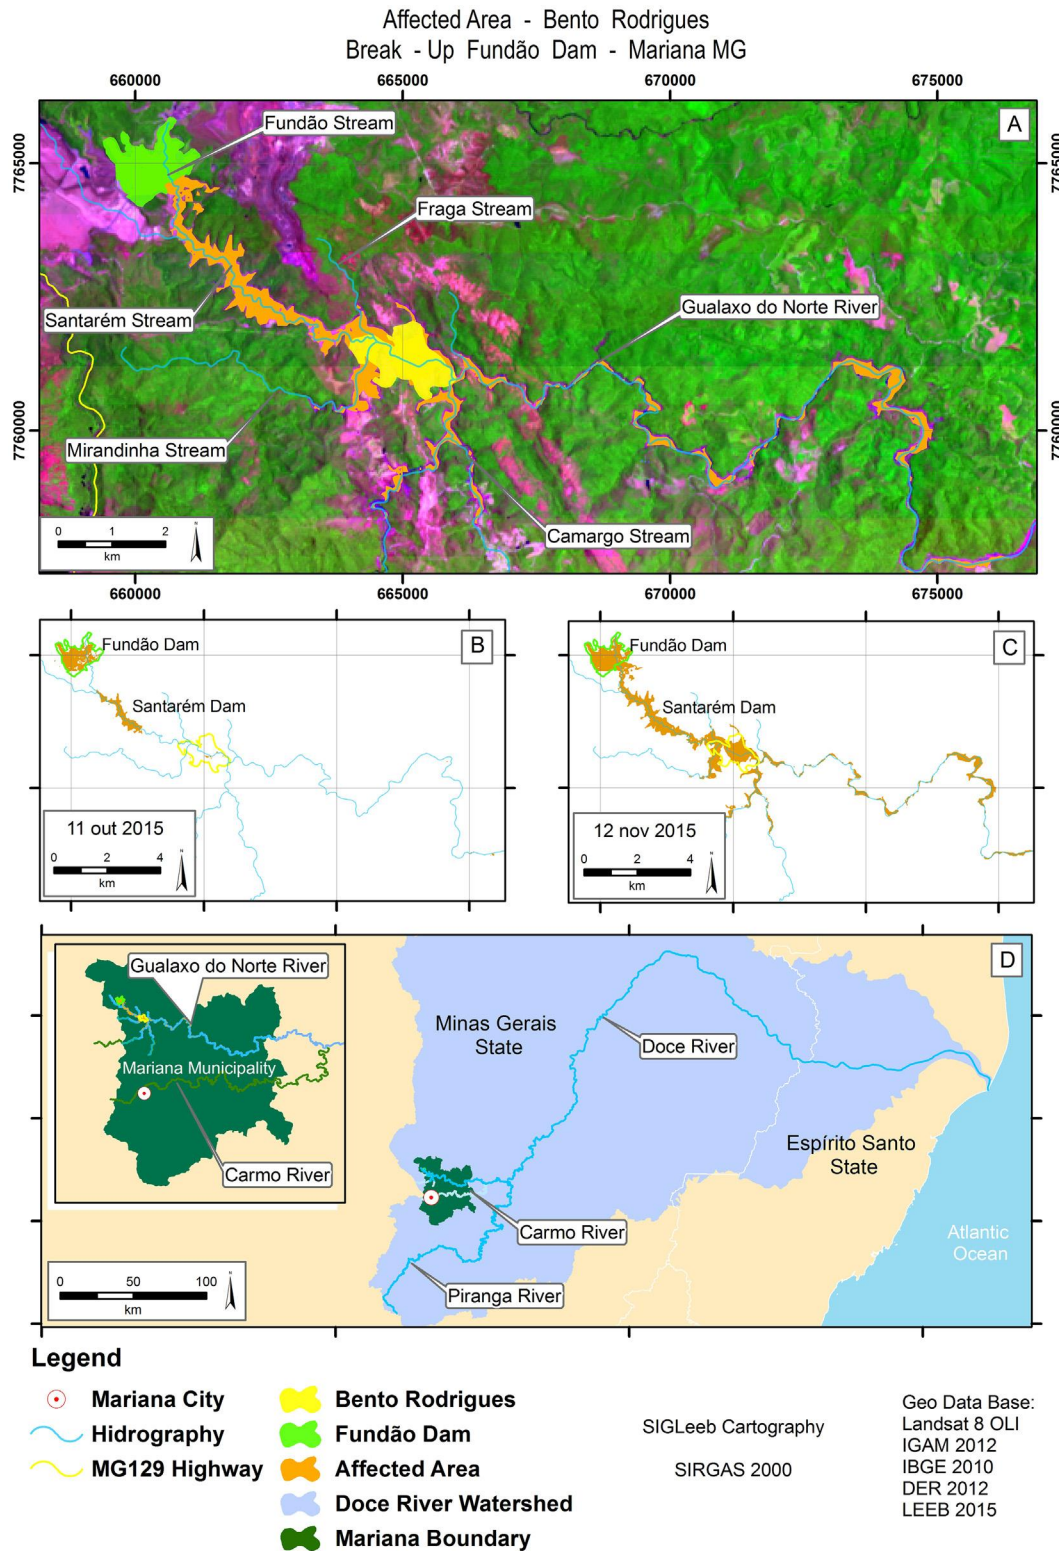 Affected Area - Bento Rodrigues
Break - Up Fundão Dam - Mariana MG
660000
665000
670000
675000
A
Fundão Stream
7765000
7765000
Fraga Stream
Santarém Stream
Gualaxo do Norte River
7760000
7760000
Mirandinha Stream
Camargo Stream
N
0 1 2
km
660000
665000
670000
675000
B
Fundão Dam
Santarém Dam
11 out 2015
N
0 2 4
km
C
Fundão Dam
Santarém Dam
12 nov 2015
N
0 2 4
km
D
Gualaxo do Norte River
Mariana Municipality
Carmo River
Minas Gerais
State
Doce River
Espírito Santo
State
Carmo River
Atlantic
Ocean
Piranga River
0 50 100
km
Legend
Mariana City
Hidrography
MG129 Highway
Bento Rodrigues
Fundão Dam
Affected Area
Doce River Watershed
Mariana Boundary
SIGLeeb Cartography
SIRGAS 2000
Geo Data Base:
Landsat 8 OLI
IGAM 2012
IBGE 2010
DER 2012
LEEB 2015